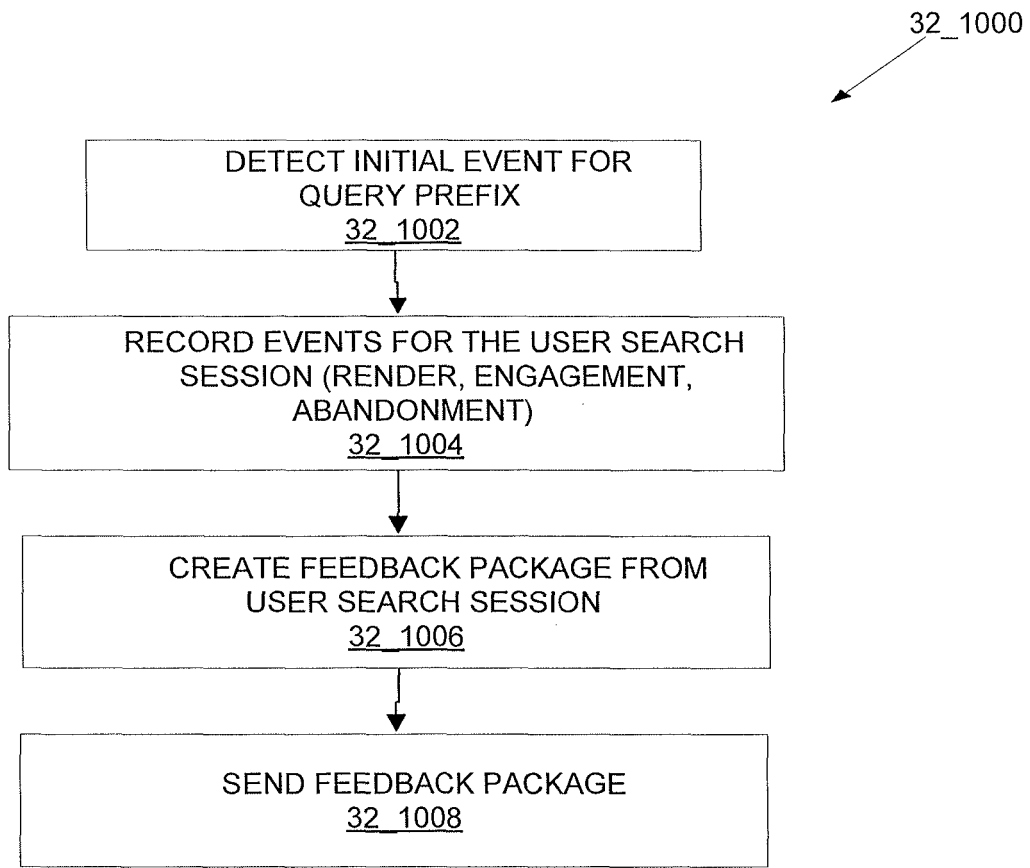 32_1000
DETECT INITIAL EVENT FOR
QUERY PREFIX
32_1002
RECORD EVENTS FOR THE USER SEARCH
SESSION (RENDER, ENGAGEMENT,
ABANDONMENT)
32_1004
CREATE FEEDBACK PACKAGE FROM
USER SEARCH SESSION
32_1006
SEND FEEDBACK PACKAGE
32_1008